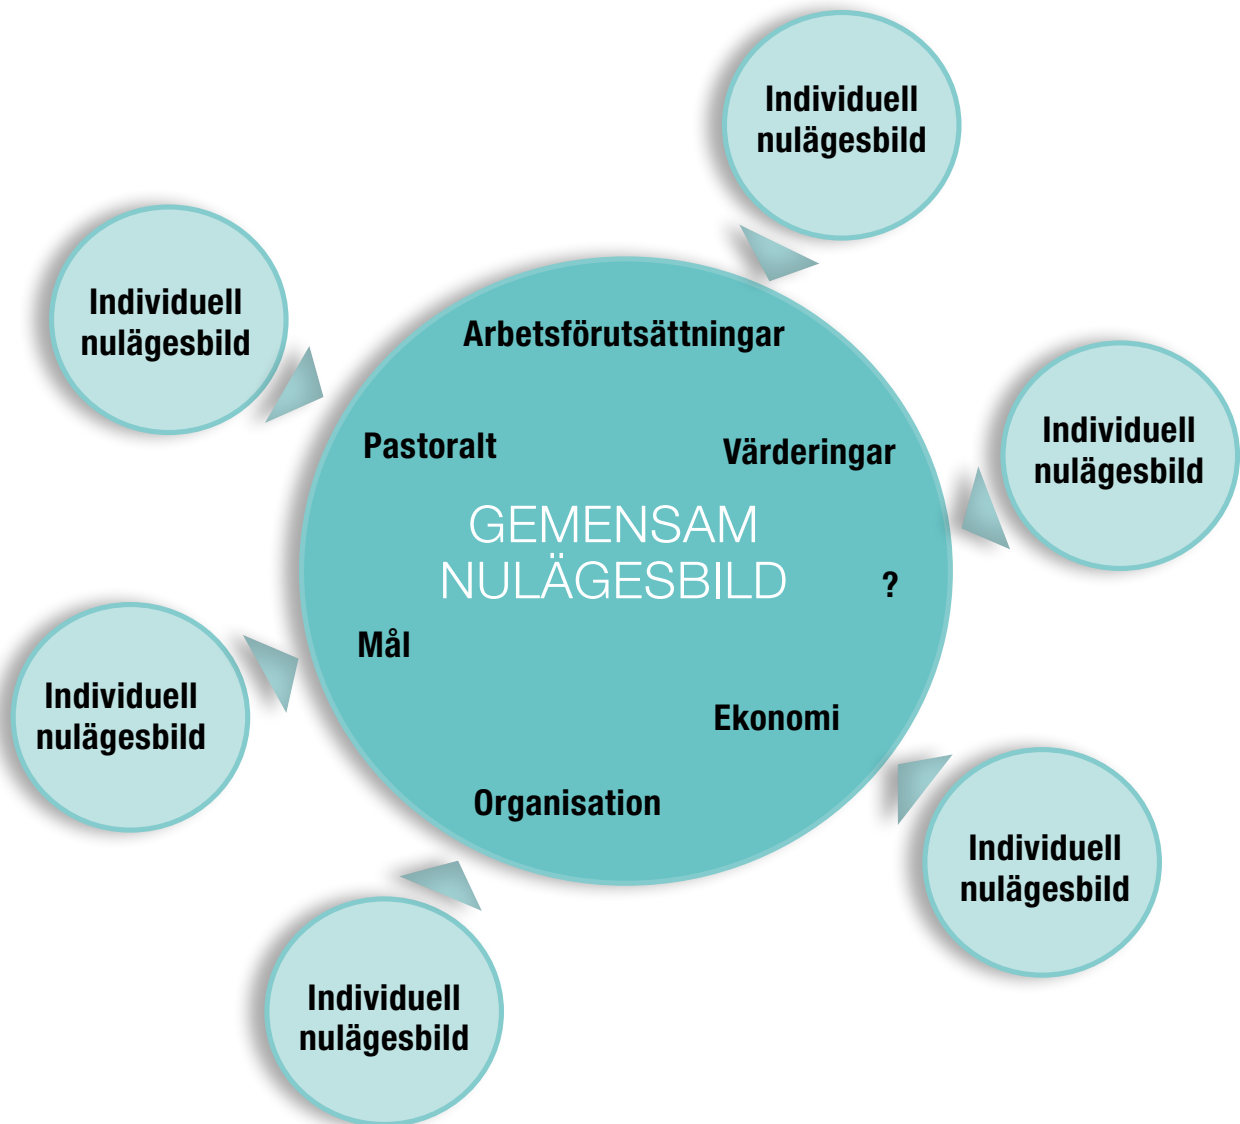 Individuell
nulägesbild
Individuell
nulägesbild
Arbetsförutsättningar
Pastoralt
Värderingar
Individuell
nulägesbild
GEMENSAM
NULÄGESBILD
?
Mål
Individuell
nulägesbild
Ekonomi
Organisation
Individuell
nulägesbild
Individuell
nulägesbild